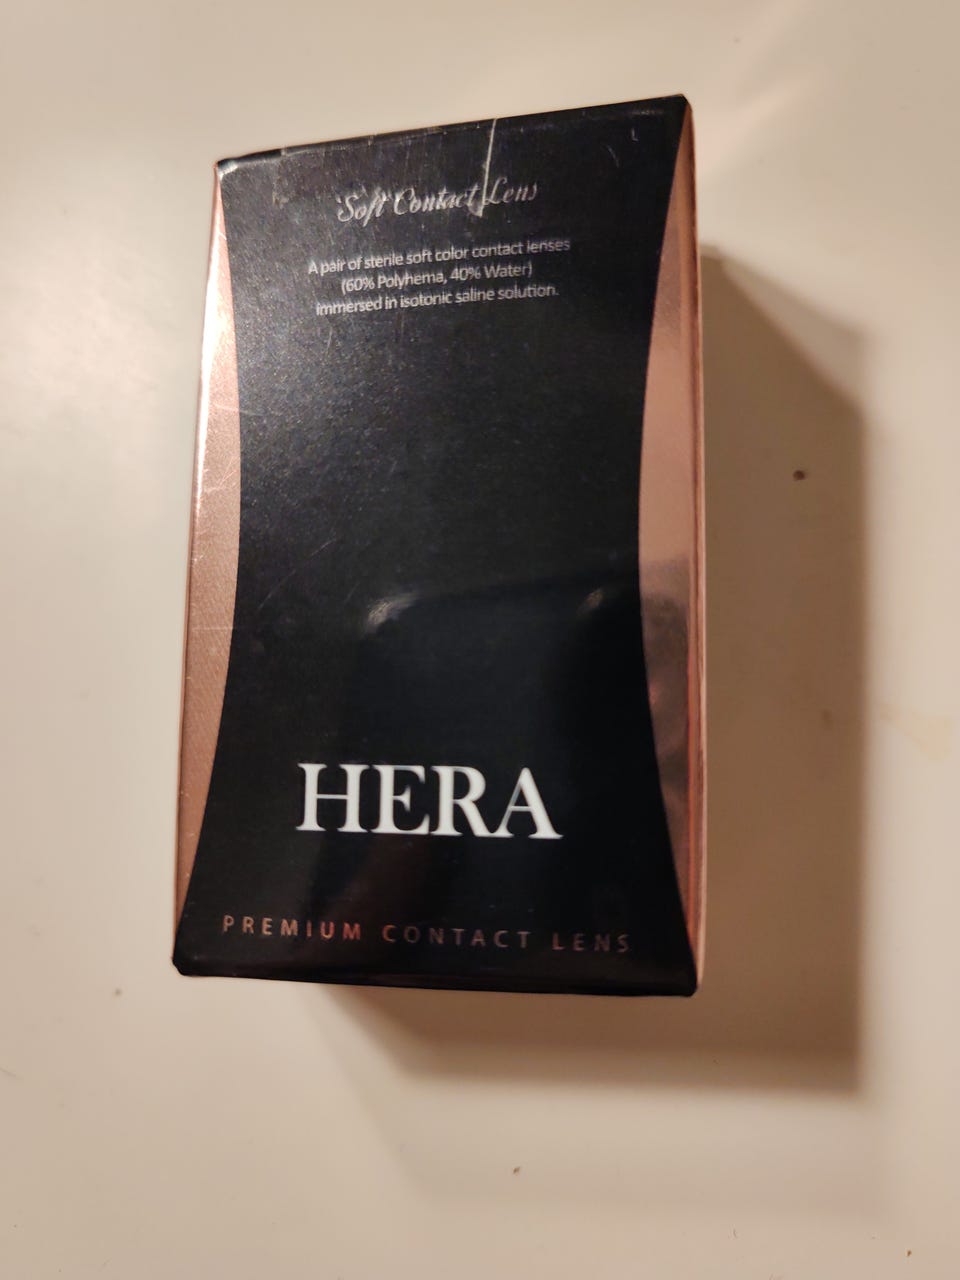 Soft Contact Lens
A pair of sterile soft color contact lenses
(60% Polyhema, 40% Water)
immersed in isotonic saline solution.
HERA
PREMIUM CONTACT LENS